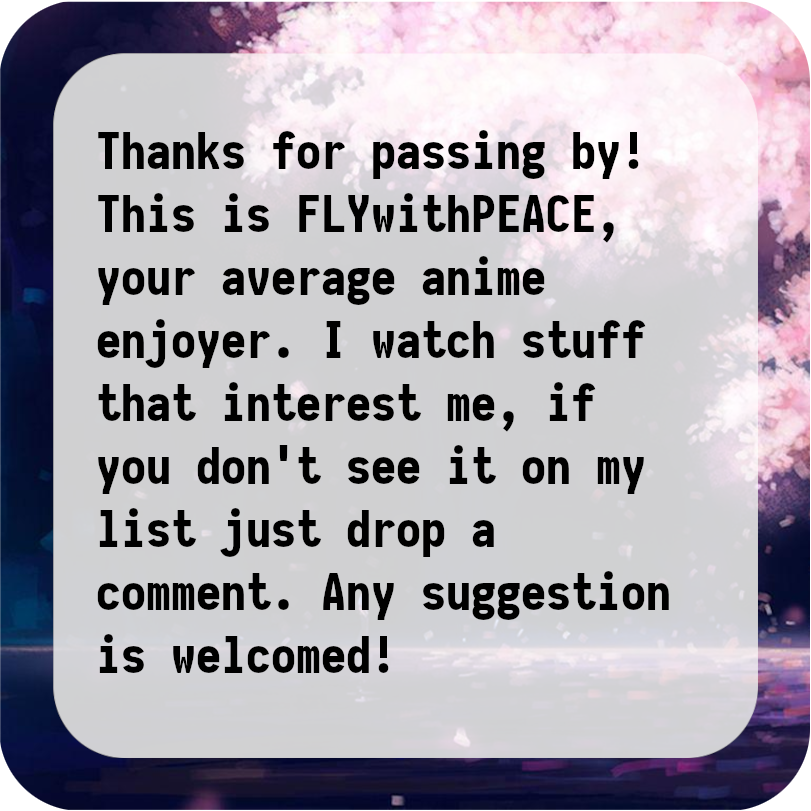 Thanks for passing by!
This is FLYwithPEACE,
your average anime
enjoyer. I watch stuff
that interest me, if
you don't see it on my
list just drop a
comment. Any suggestion
is welcomed!